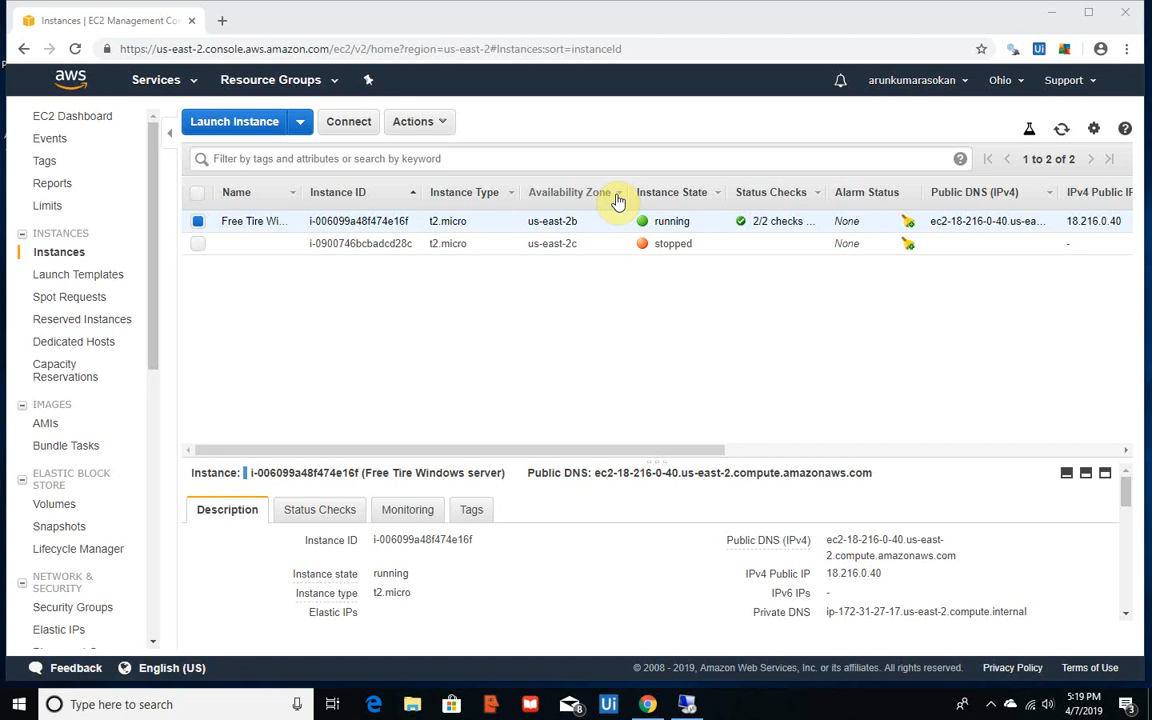 Instances | EC2 Management Co
https://us-east-2.console.aws.amazon.com/ec2/v2/home?region=us-east-2#Instances:sort=instanceId
aws Services Resource Groups arunkumarasokan Ohio Support
EC2 Dashboard
Events
Tags
Reports
Limits
INSTANCES
Instances
Launch Templates
Spot Requests
Reserved Instances
Dedicated Hosts
Capacity
Reservations
IMAGES
AMIs
Bundle Tasks
ELASTIC BLOCK
STORE
Volumes
Snapshots
Lifecycle Manager
NETWORK &
SECURITY
Security Groups
Elastic IPs
Launch Instance Connect Actions
Filter by tags and attributes or search by keyword 1 to 2 of 2
Name Instance ID Instance Type Availability Zone Instance State Status Checks Alarm Status Public DNS (IPv4) IPv4 Public IP
Free Tire Wi... i-006099a48f474e16f t2.micro us-east-2b running 2/2 checks ... None ec2-18-216-0-40.us-ea... 18.216.0.40
i-0900746bcbadcd28c t2.micro us-east-2c stopped None -
Instance: i-006099a48f474e16f (Free Tire Windows server) Public DNS: ec2-18-216-0-40.us-east-2.compute.amazonaws.com
Description Status Checks Monitoring Tags
Instance ID i-006099a48f474e16f
Instance state running
Instance type t2.micro
Elastic IPs
Public DNS (IPv4) ec2-18-216-0-40.us-east-
2.compute.amazonaws.com
IPv4 Public IP 18.216.0.40
IPv6 IPs -
Private DNS ip-172-31-27-17.us-east-2.compute.internal
Feedback English (US) © 2008 - 2019, Amazon Web Services, Inc. or its affiliates. All rights reserved. Privacy Policy Terms of Use
Type here to search
8
Ui
5:19 PM
4/7/2019
3